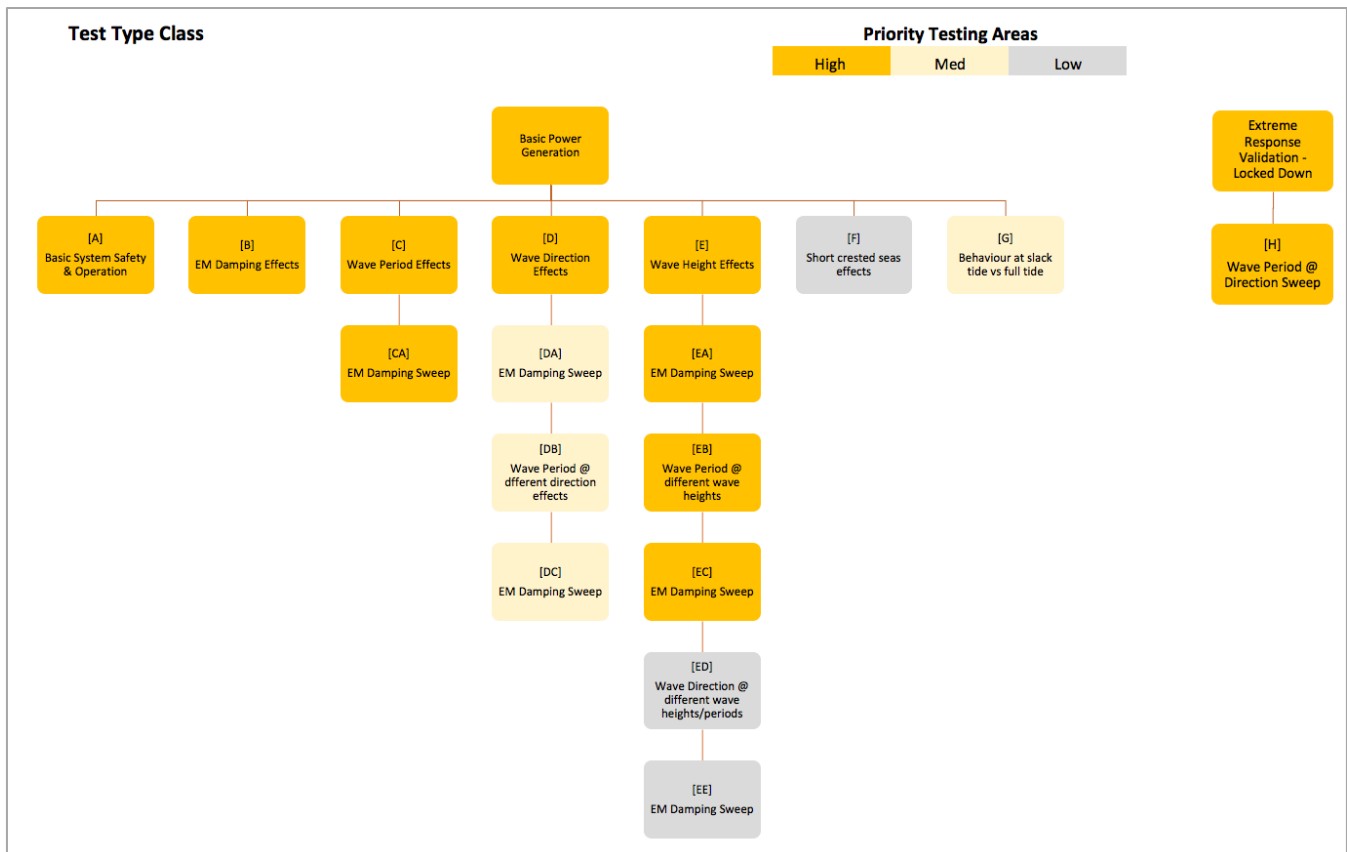 Test Type Class
Priority Testing Areas
High
Med
Low
Basic Power
Generation
Extreme
Response
Validation -
Locked Down
[A]
Basic System Safety
& Operation
[B]
EM Damping Effects
[C]
Wave Period Effects
[D]
Wave Direction
Effects
[E]
Wave Height Effects
[F]
Short crested seas
effects
[G]
Behaviour at slack
tide vs full tide
[H]
Wave Period @
Direction Sweep
[CA]
EM Damping Sweep
[DA]
EM Damping Sweep
[EA]
EM Damping Sweep
[DB]
Wave Period @
dfferent direction
effects
[EB]
Wave Period @
different wave
heights
[DC]
EM Damping Sweep
[EC]
EM Damping Sweep
[ED]
Wave Direction @
different wave
heights/periods
[EE]
EM Damping Sweep